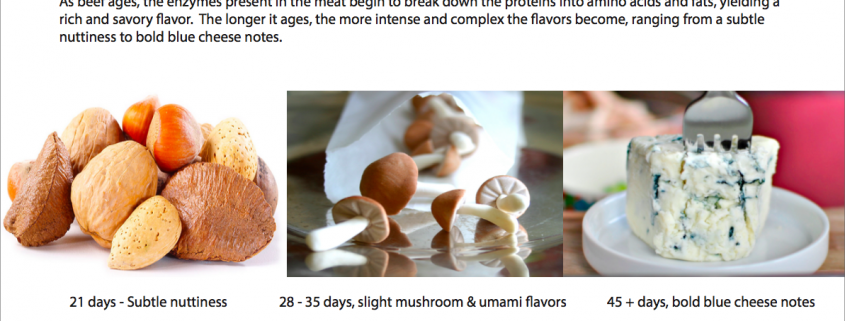 As beef ages, the enzymes present in the meat begin to break down the proteins into amino acids and fats, yielding a
rich and savory flavor. The longer it ages, the more intense and complex the flavors become, ranging from a subtle
nuttiness to bold blue cheese notes.
21 days - Subtle nuttiness
28 - 35 days, slight mushroom & umami flavors
45 + days, bold blue cheese notes